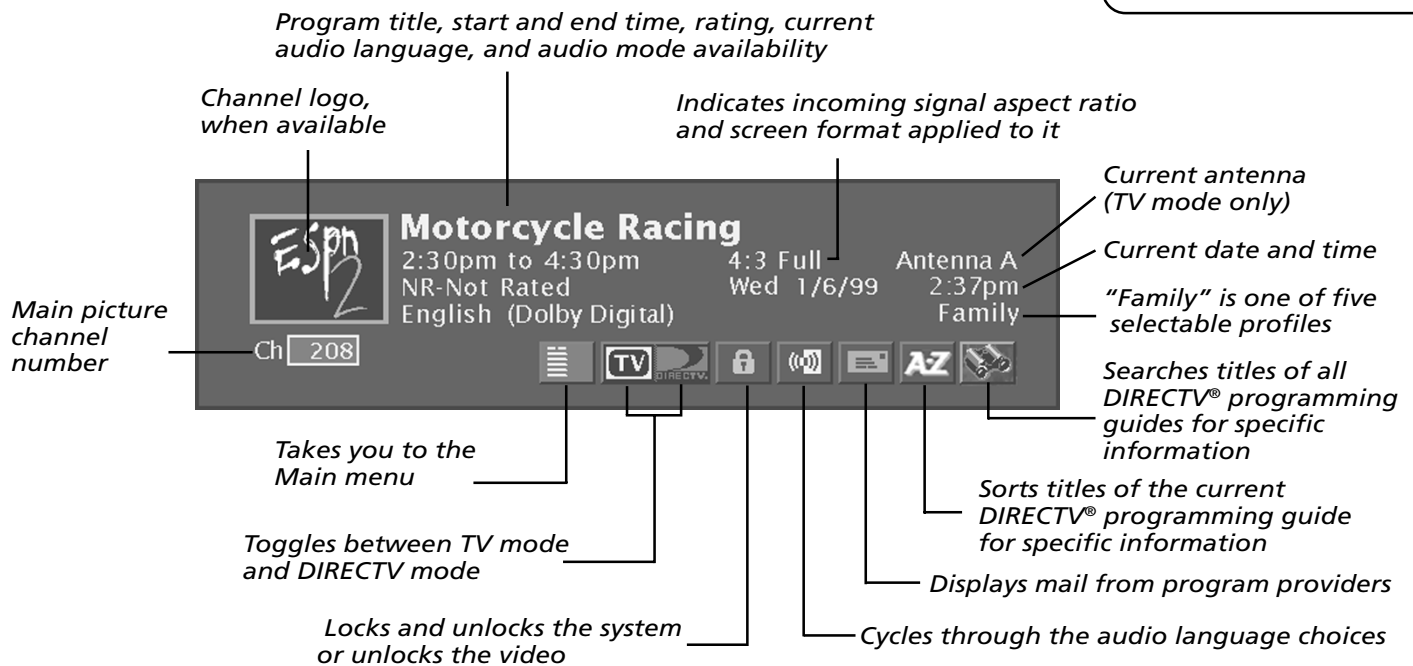 Program title, start and end time, rating, current
audio language, and audio mode availability
Channel logo,
when available
Indicates incoming signal aspect ratio
and screen format applied to it
Current antenna
(TV mode only)
Current date and time
"Family" is one of five
selectable profiles
Main picture
channel
number
ESPN
2
Motorcycle Racing
2:30pm to 4:30pm
4:3 Full
Antenna A
NR-Not Rated
Wed 1/6/99
2:37pm
English (Dolby Digital)
Family
Ch 208
TV
DIRECTV.
A-Z
Searches titles of all
DIRECTV® programming
guides for specific
information
Takes you to the
Main menu
Sorts titles of the current
DIRECTV® programming guide
for specific information
Toggles between TV mode
and DIRECTV mode
Displays mail from program providers
Locks and unlocks the system
or unlocks the video
Cycles through the audio language choices